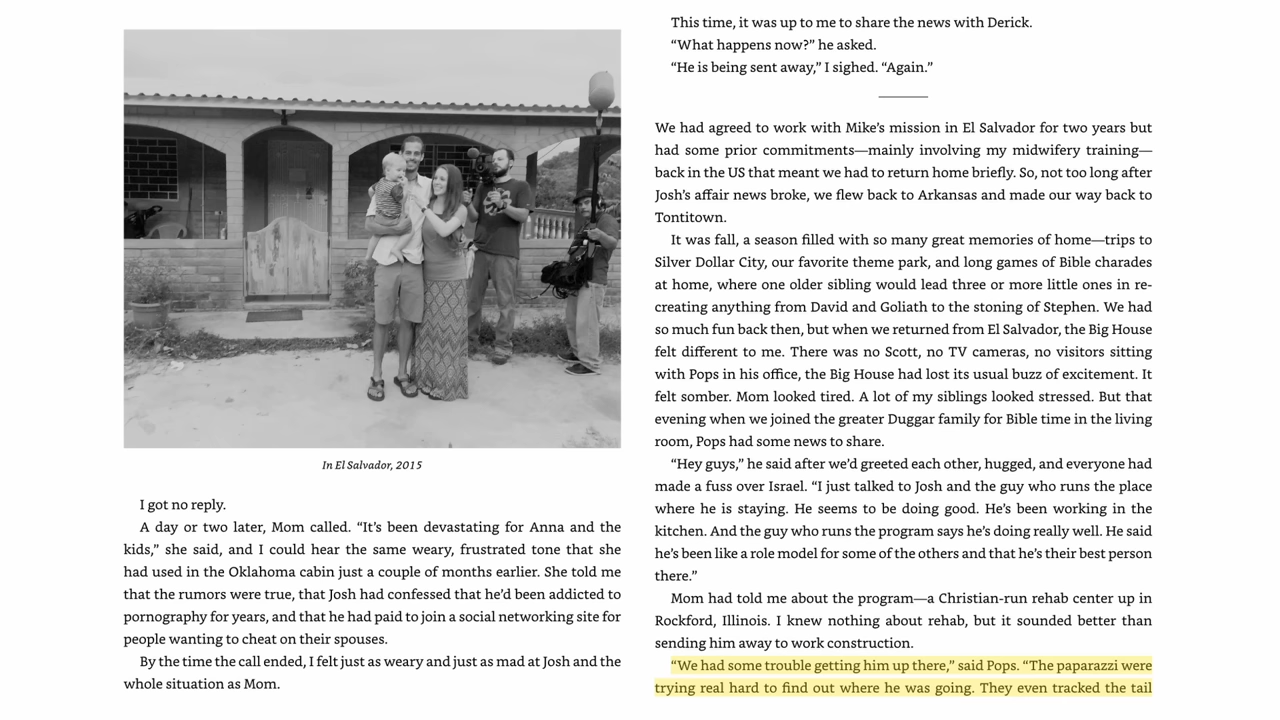 In El Salvador, 2015
I got no reply.
A day or two later, Mom called. “It’s been devastating for Anna and the
kids,” she said, and I could hear the same weary, frustrated tone that she
had used in the Oklahoma cabin just a couple of months earlier. She told me
that the rumors were true, that Josh had confessed that he’d been addicted to
pornography for years, and that he had paid to join a social networking site for
people wanting to cheat on their spouses.
By the time the call ended, I felt just as weary and just as mad at Josh and the
whole situation as Mom.
This time, it was up to me to share the news with Derick.
“What happens now?” he asked.
“He is being sent away,” I sighed. “Again.”
We had agreed to work with Mike’s mission in El Salvador for two years but
had some prior commitments—mainly involving my midwifery training—
back in the US that meant we had to return home briefly. So, not too long after
Josh’s affair news broke, we flew back to Arkansas and made our way back to
Tontitown.
It was fall, a season filled with so many great memories of home—trips to
Silver Dollar City, our favorite theme park, and long games of Bible charades
at home, where one older sibling would lead three or more little ones in re-
creating anything from David and Goliath to the stoning of Stephen. We had
so much fun back then, but when we returned from El Salvador, the Big House
felt different to me. There was no Scott, no TV cameras, no visitors sitting
with Pops in his office, the Big House had lost its usual buzz of excitement. It
felt somber. Mom looked tired. A lot of my siblings looked stressed. But that
evening when we joined the greater Duggar family for Bible time in the living
room, Pops had some news to share.
“Hey guys,” he said after we’d greeted each other, hugged, and everyone had
made a fuss over Israel. “I just talked to Josh and the guy who runs the place
where he is staying. He seems to be doing good. He’s been working in the
kitchen. And the guy who runs the program says he’s doing really well. He said
he’s been like a role model for some of the others and that he’s their best person
there.”
Mom had told me about the program—a Christian-run rehab center up in
Rockford, Illinois. I knew nothing about rehab, but it sounded better than
sending him away to work construction.
“We had some trouble getting him up there,” said Pops. “The paparazzi were
trying real hard to find out where he was going. They even tracked the tail